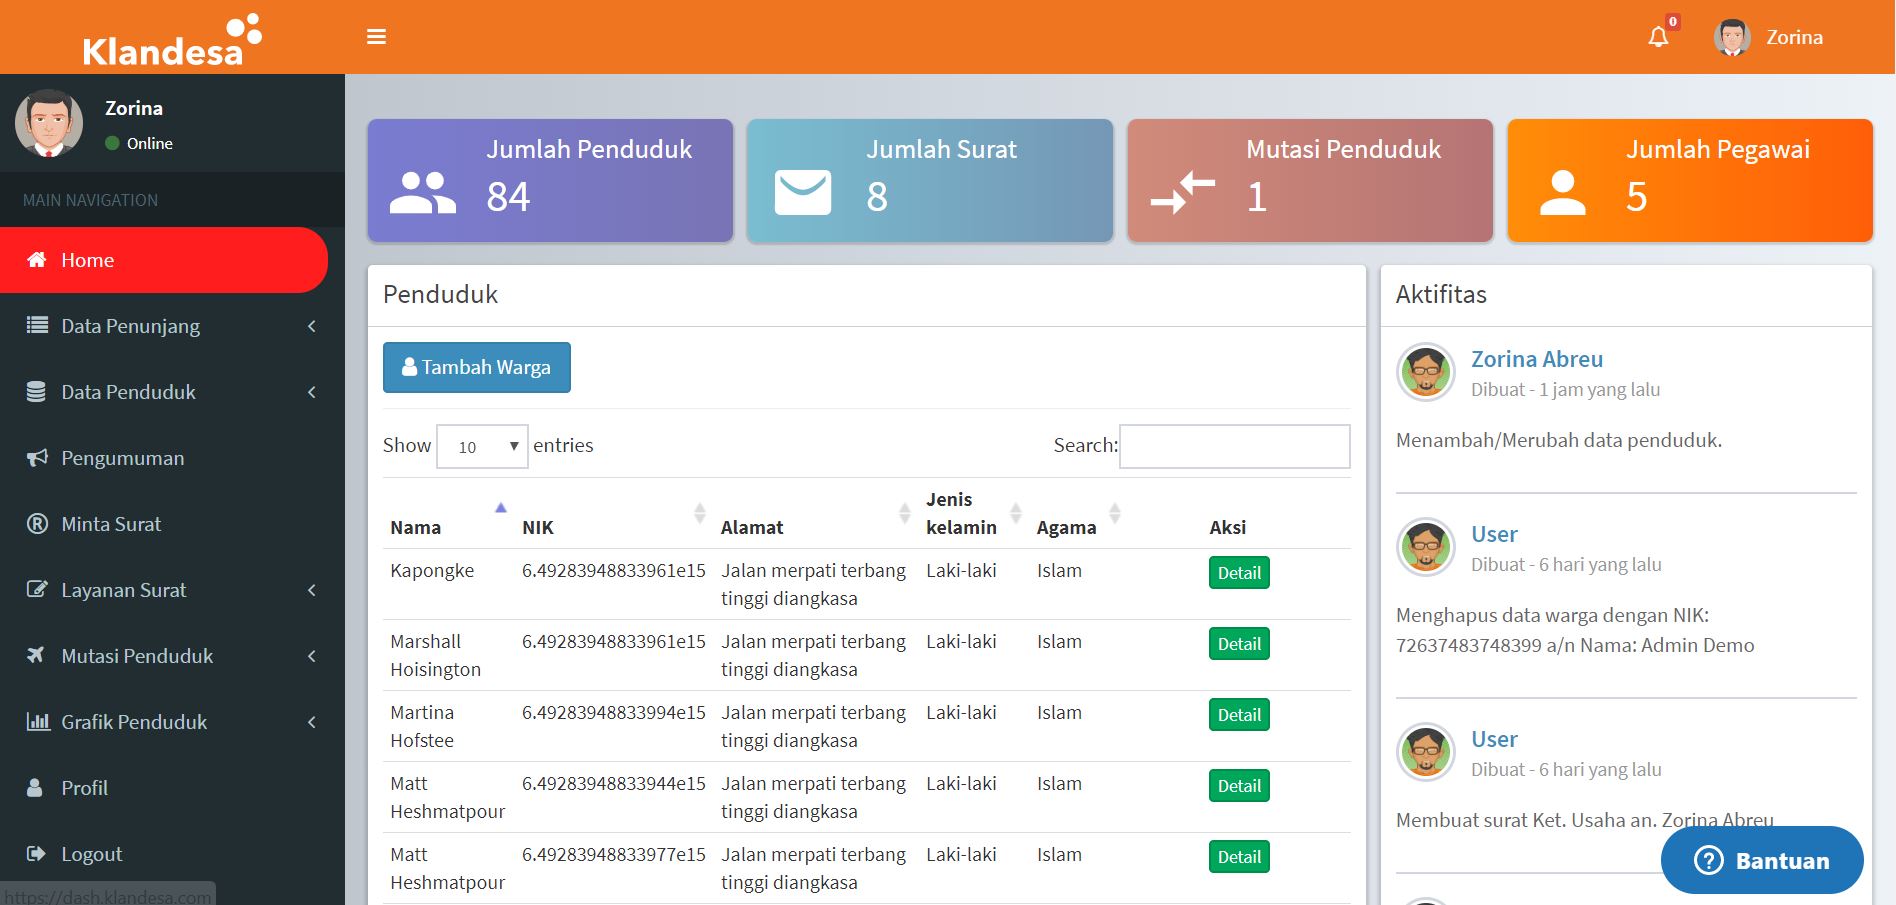 Klandesa
0
Zorina
Zorina
Online
MAIN NAVIGATION
Home
Data Penunjang
Data Penduduk
Pengumuman
Minta Surat
Layanan Surat
Mutasi Penduduk
Grafik Penduduk
Profil
Logout
https://dash.klandesa.com
Jumlah Penduduk
84
Jumlah Surat
8
Mutasi Penduduk
1
Jumlah Pegawai
5
Penduduk
Tambah Warga
Show 10 entries
Search:
Nama NIK Alamat Jenis kelamin Agama Aksi
Kapongke 6.49283948833961e15 Jalan merpati terbang Laki-laki Islam Detail
tinggi diangkasa
Marshall 6.49283948833961e15 Jalan merpati terbang Laki-laki Islam Detail
Hoisington tinggi diangkasa
Martina 6.49283948833994e15 Jalan merpati terbang Laki-laki Islam Detail
Hofstee tinggi diangkasa
Matt 6.49283948833944e15 Jalan merpati terbang Laki-laki Islam Detail
Heshmatpour tinggi diangkasa
Matt 6.49283948833977e15 Jalan merpati terbang Laki-laki Islam Detail
Heshmatpour tinggi diangkasa
Aktifitas
Zorina Abreu
Dibuat - 1 jam yang lalu
Menambah/Merubah data penduduk.
User
Dibuat - 6 hari yang lalu
Menghapus data warga dengan NIK:
72637483748399 a/n Nama: Admin Demo
User
Dibuat - 6 hari yang lalu
Membuat surat Ket. Usaha an. Zorina Abreu
Bantuan